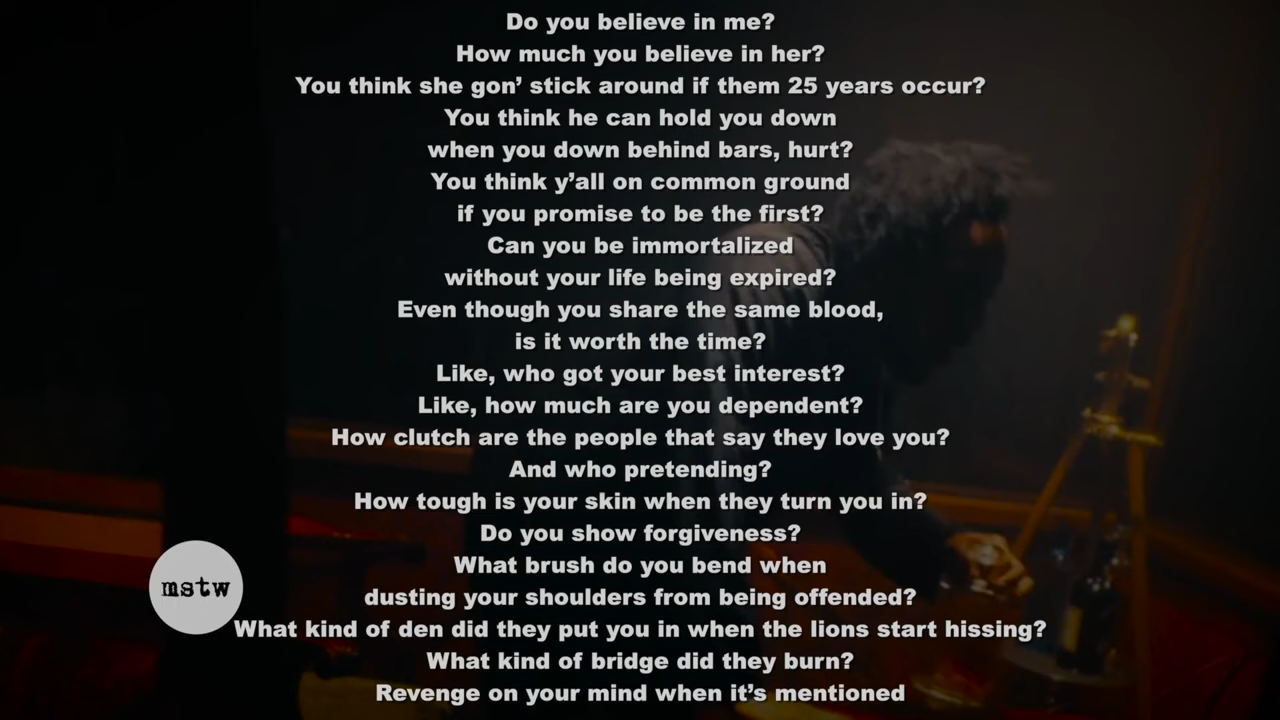 Do you believe in me?
How much you believe in her?
You think she gon’ stick around if them 25 years occur?
You think he can hold you down
when you down behind bars, hurt?
You think y’all on common ground
if you promise to be the first?
Can you be immortalized
without your life being expired?
Even though you share the same blood,
is it worth the time?
Like, who got your best interest?
Like, how much are you dependent?
How clutch are the people that say they love you?
And who pretending?
How tough is your skin when they turn you in?
Do you show forgiveness?
What brush do you bend when
dusting your shoulders from being offended?
mstw
What kind of den did they put you in when the lions start hissing?
What kind of bridge did they burn?
Revenge on your mind when it’s mentioned